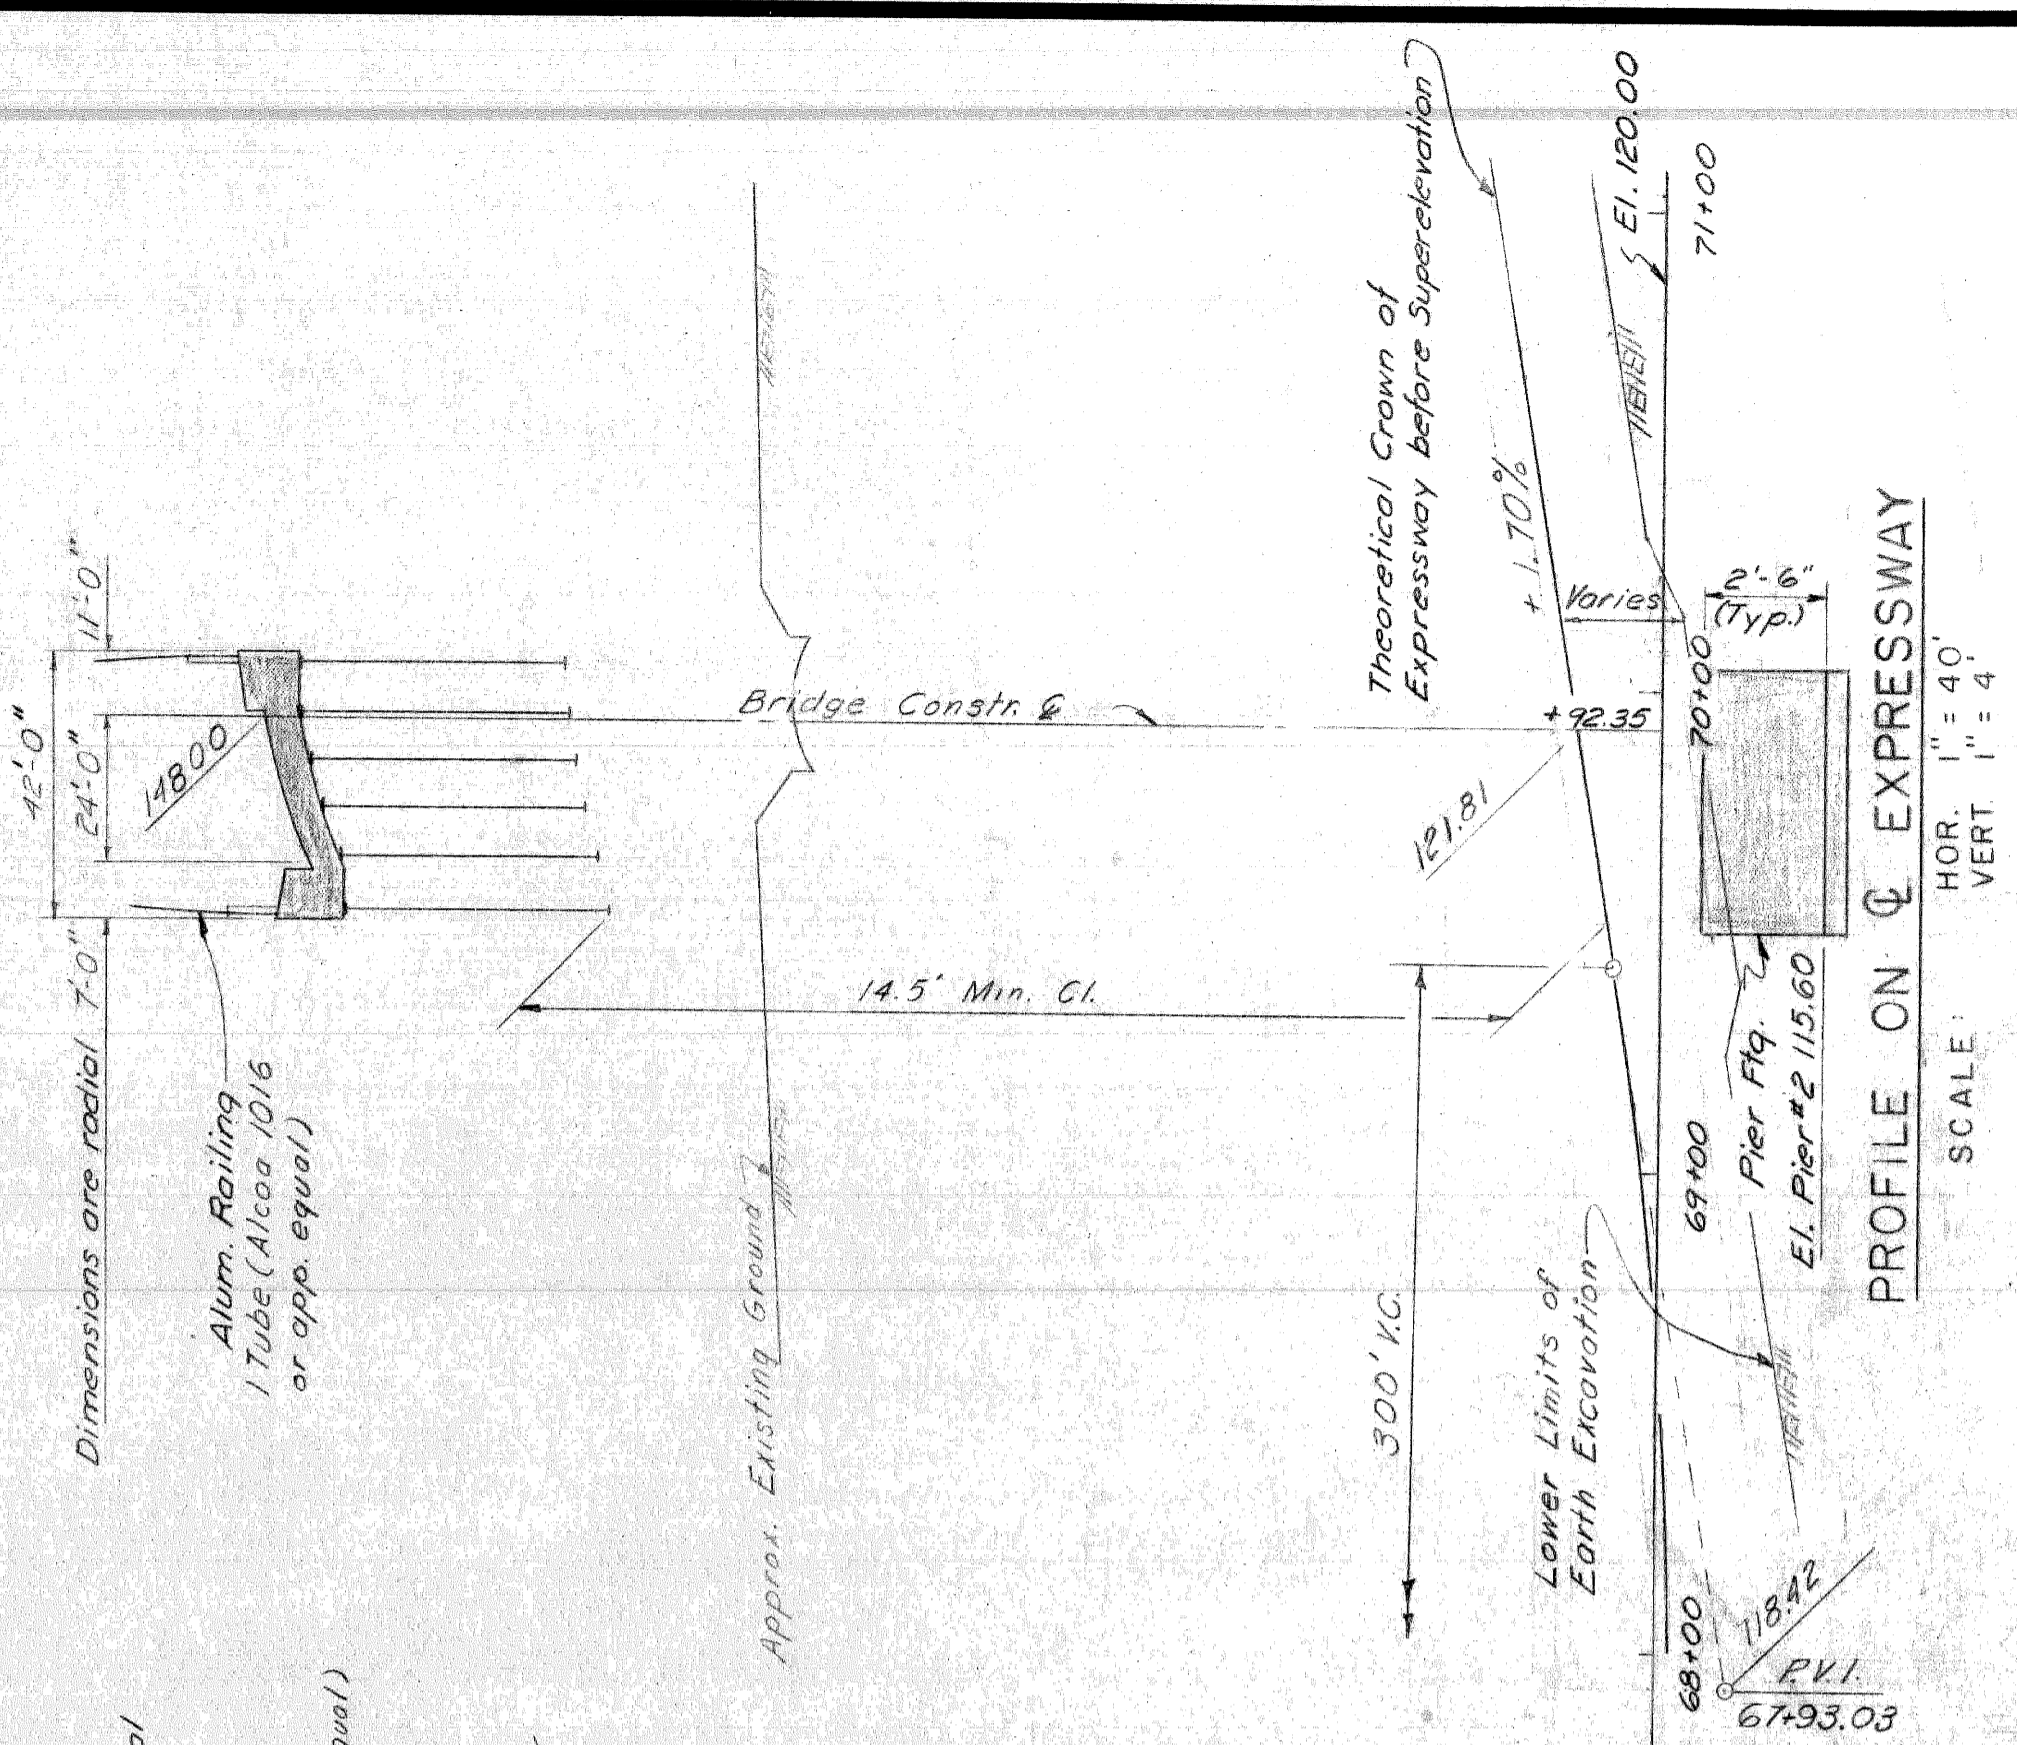 42'-0"
Dimensions are radial 7'-0" 24'-0" 11'-0"
148.00
Alum. Railing
1 Tube (Alcoa 1016
or app. equal)
Approx. Existing Ground
Bridge Constr. ℄
14.5' Min. Cl.
Theoretical Crown of
Expressway before Superelevation
300' V.C.
121.81
+1.70%
Lower Limits of
Earth Excavation
+92.35
Varies
El. 120.00
68+00
69+00
70+00
71+00
2'-6"
(Typ.)
Pier Ftg.
El. Pier #2 115.60
118.42
P.V.I.
67+93.03
PROFILE ON ℄ EXPRESSWAY
SCALE: HOR. 1" = 40'
VERT 1" = 4'